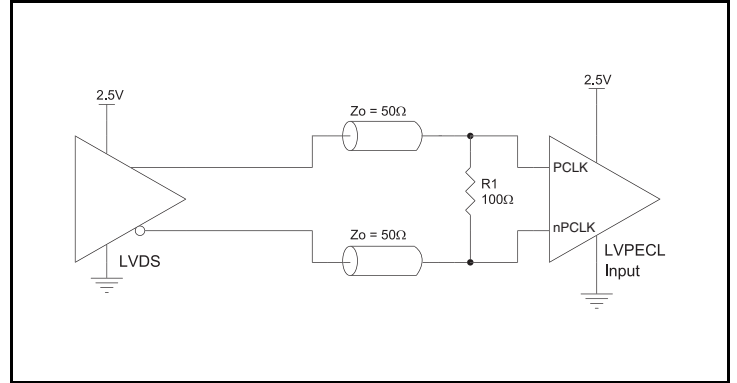 2.5V
LVDS
Zo = 50Ω
Zo = 50Ω
R1
100Ω
2.5V
PCLK
nPCLK
LVPECL
Input